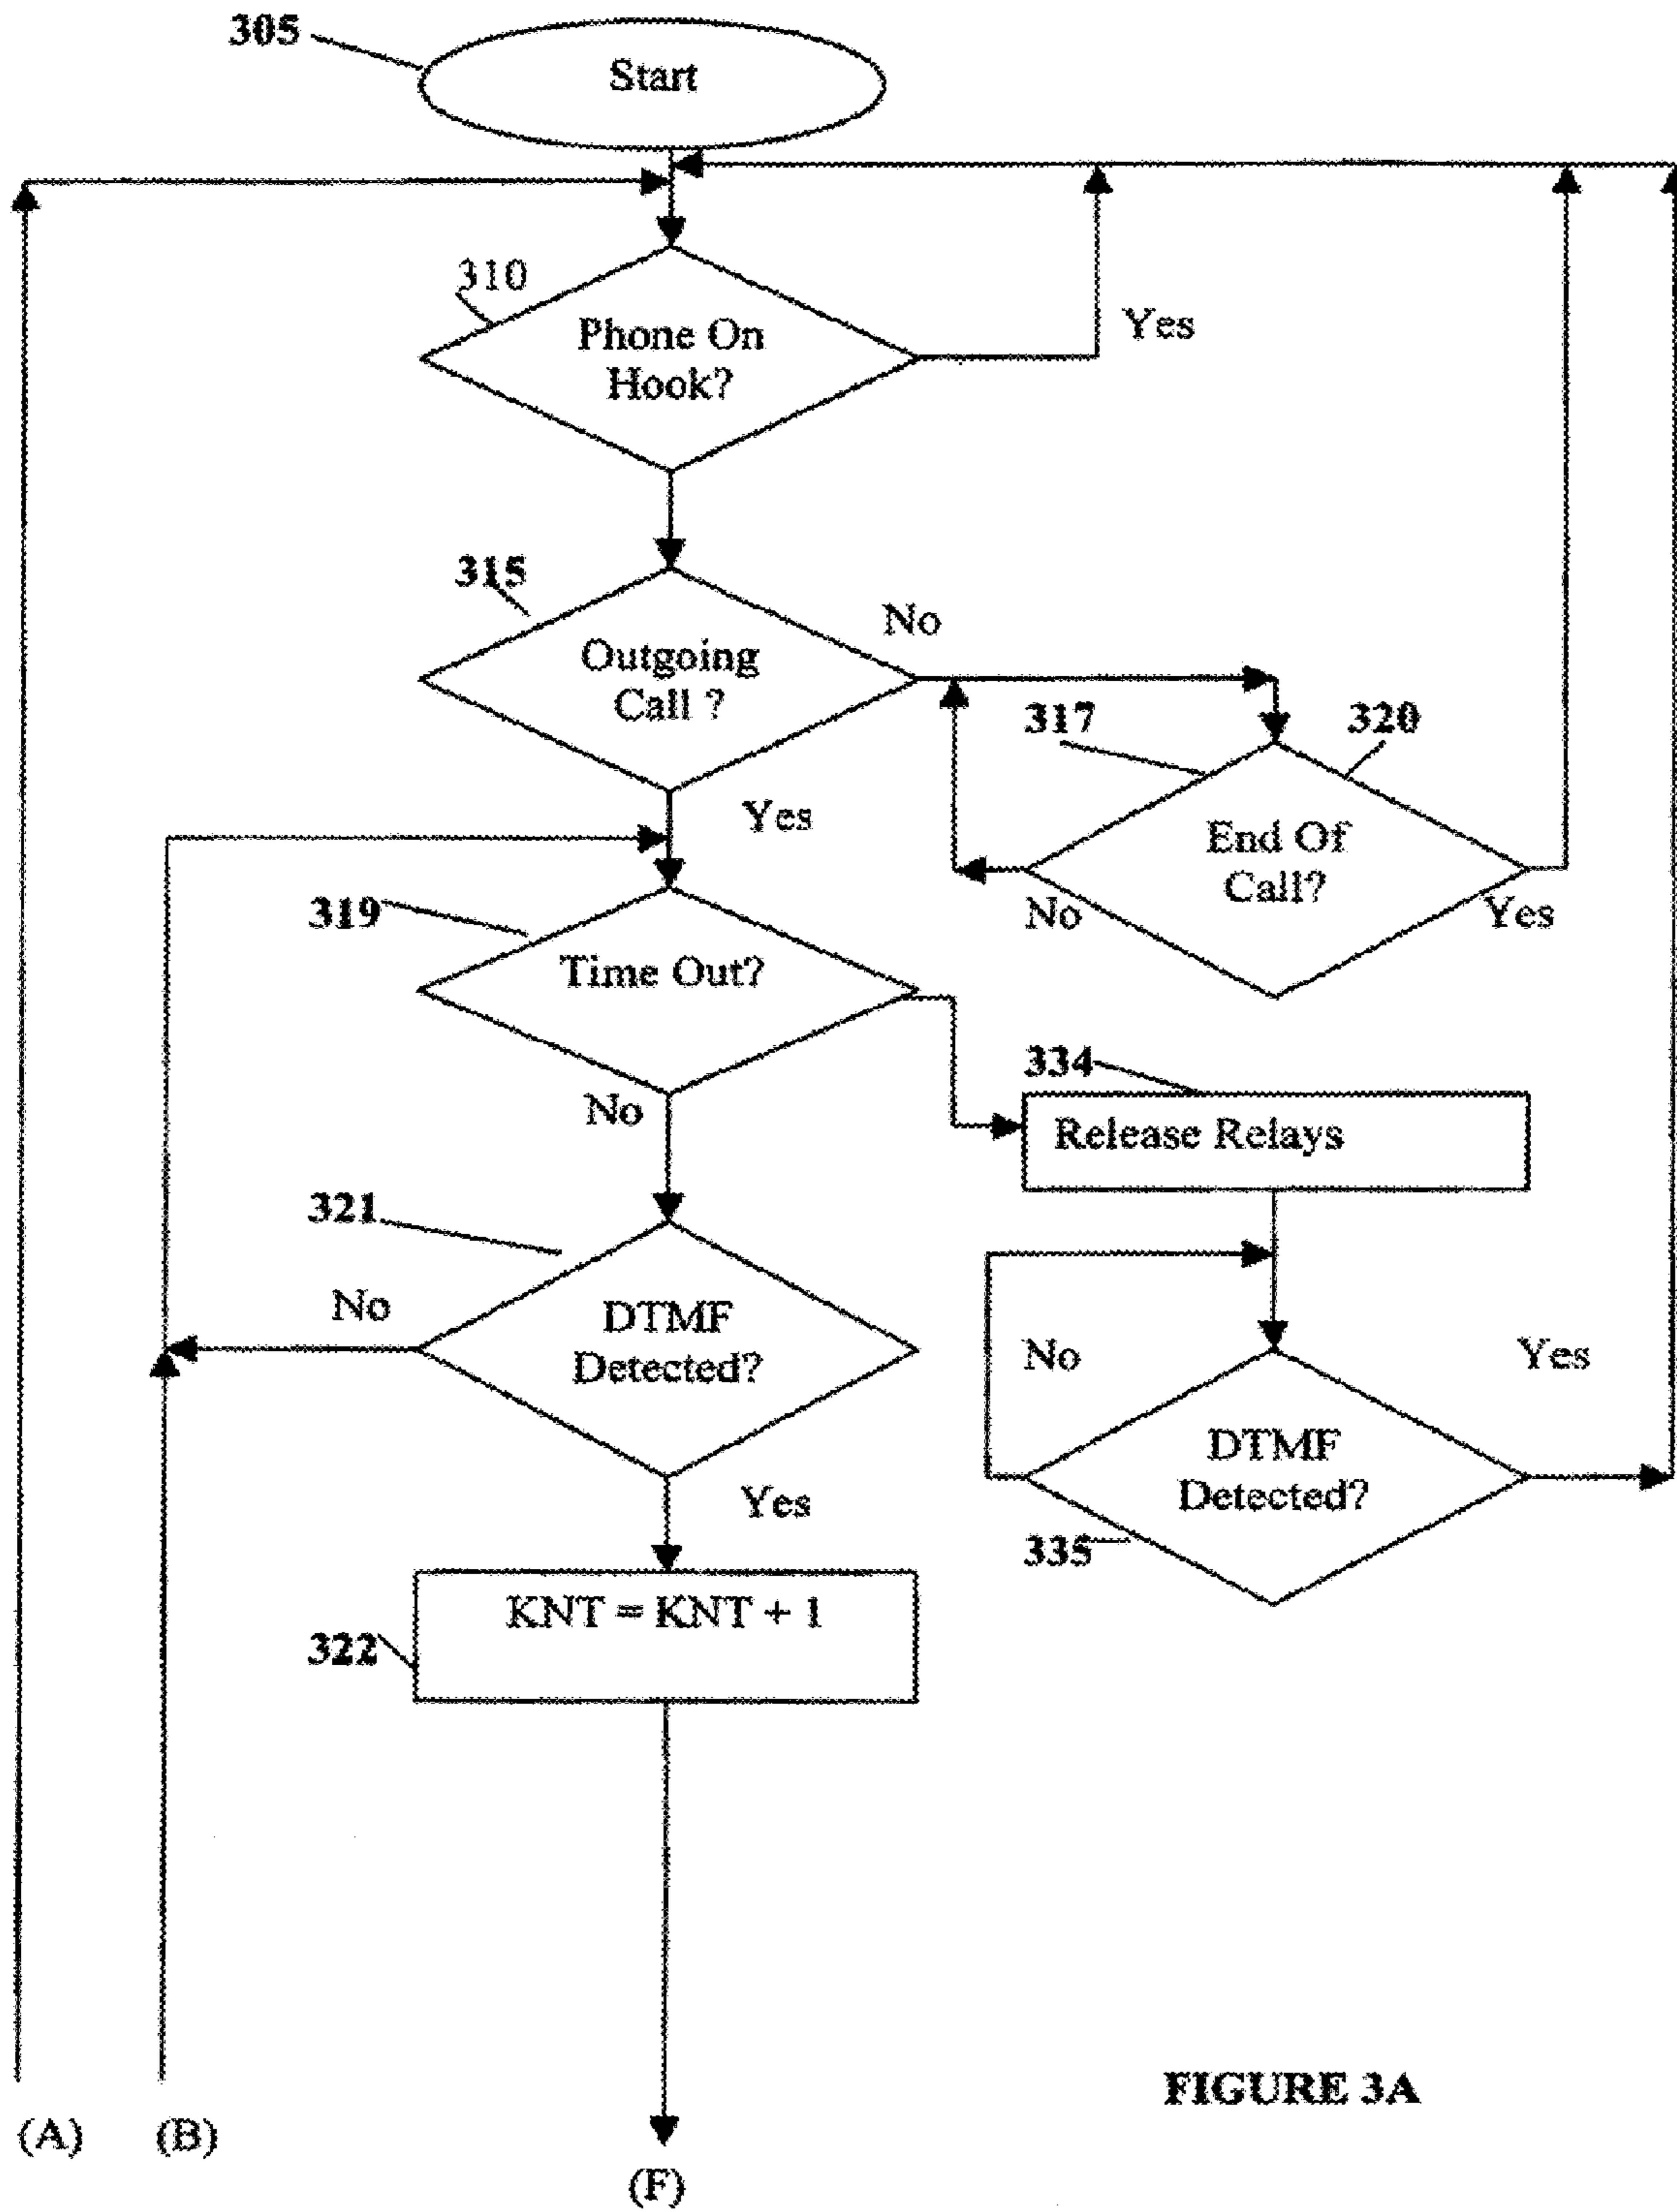 305
Start
310
Phone On
Hook?
Yes
315
No
Outgoing
Call ?
317
320
Yes
End Of
Call?
No
Yes
319
Time Out?
334
No
Release Relays
321
No
DTMF
Detected?
No
Yes
DTMF
Detected?
Yes
335
KNT = KNT + 1
322
FIGURE 3A
(A)
(B)
(F)